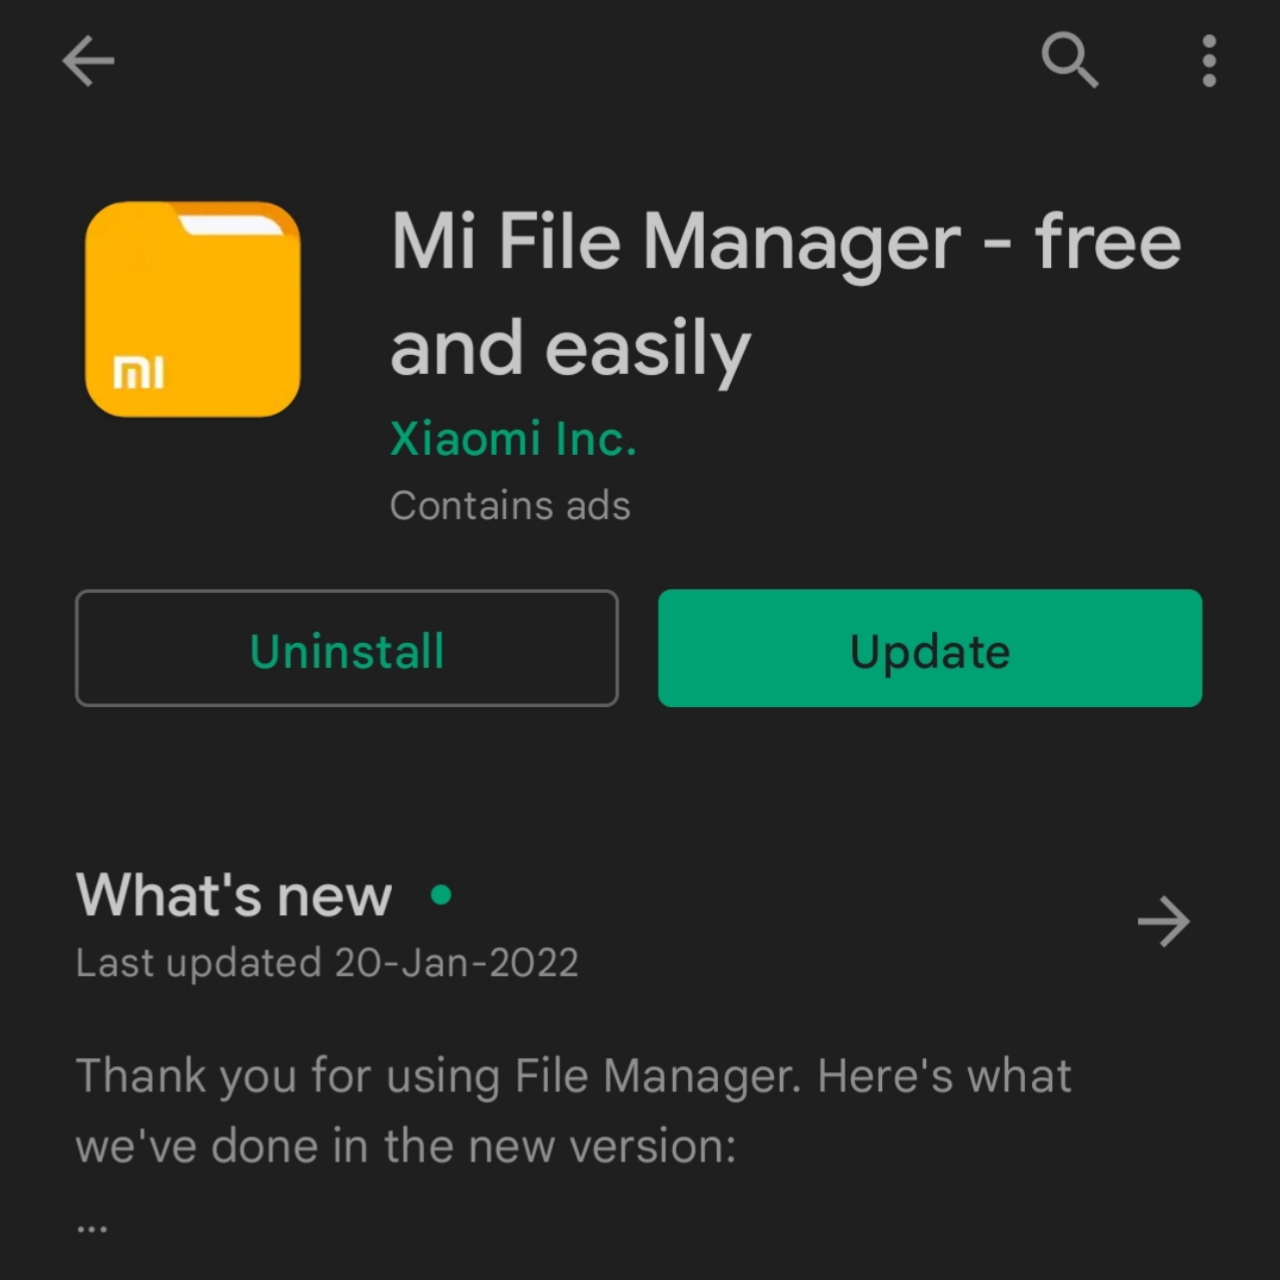 Mi File Manager - free
and easily
Xiaomi Inc.
Contains ads
mi
Uninstall
Update
What's new
Last updated 20-Jan-2022
Thank you for using File Manager. Here's what
we've done in the new version:
...